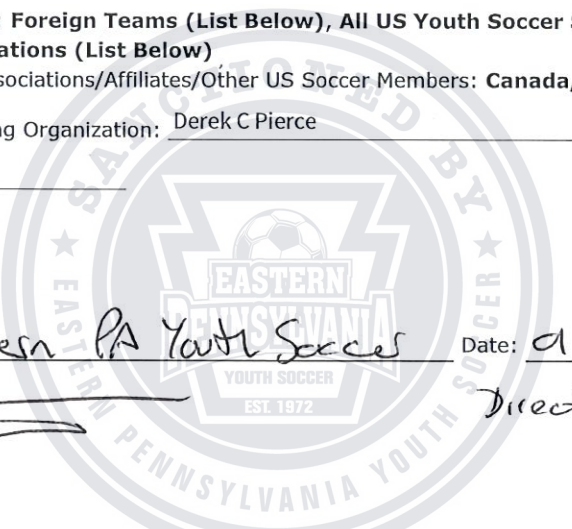 : Foreign Teams (List Below), All US Youth Soccer
ations (List Below)
sociations/Affiliates/Other US Soccer Members: Canada,
ng Organization: Derek C Pierce
SANCTIONED BY
EASTERN
PENNSYLVANIA
YOUTH SOCCER
EST. 1972
EASTERN PENNSYLVANIA YOUTH SOCCER
ern PA Youth Soccer Date:
Direc